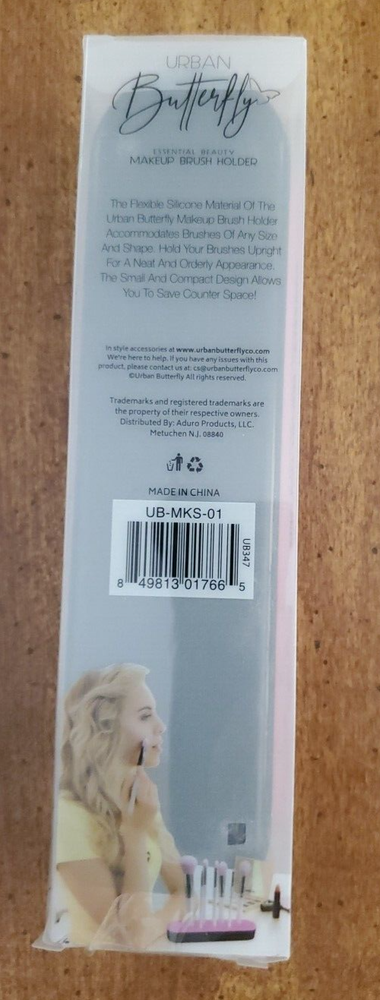 URBAN
Butterfly
ESSENTIAL BEAUTY
MAKEUP BRUSH HOLDER
The Flexible Silicone Material Of The
Urban Butterfly Makeup Brush Holder
Accommodates Brushes Of Any Size
And Shape. Hold Your Brushes Upright
For A Neat And Orderly Appearance.
The Small And Compact Design Allows
You To Save Counter Space!
In style accessories at www.urbanbutterflyco.com
We're here to help. If you have any issues with this
product, please contact us at: cs@urbanbutterflyco.com
©Urban Butterfly All rights reserved.
Trademarks and registered trademarks are
the property of their respective owners.
Distributed By: Aduro Products, LLC.
Metuchen N.J. 08840
MADE IN CHINA
UB-MKS-01
UB347
8 49813 01766 5